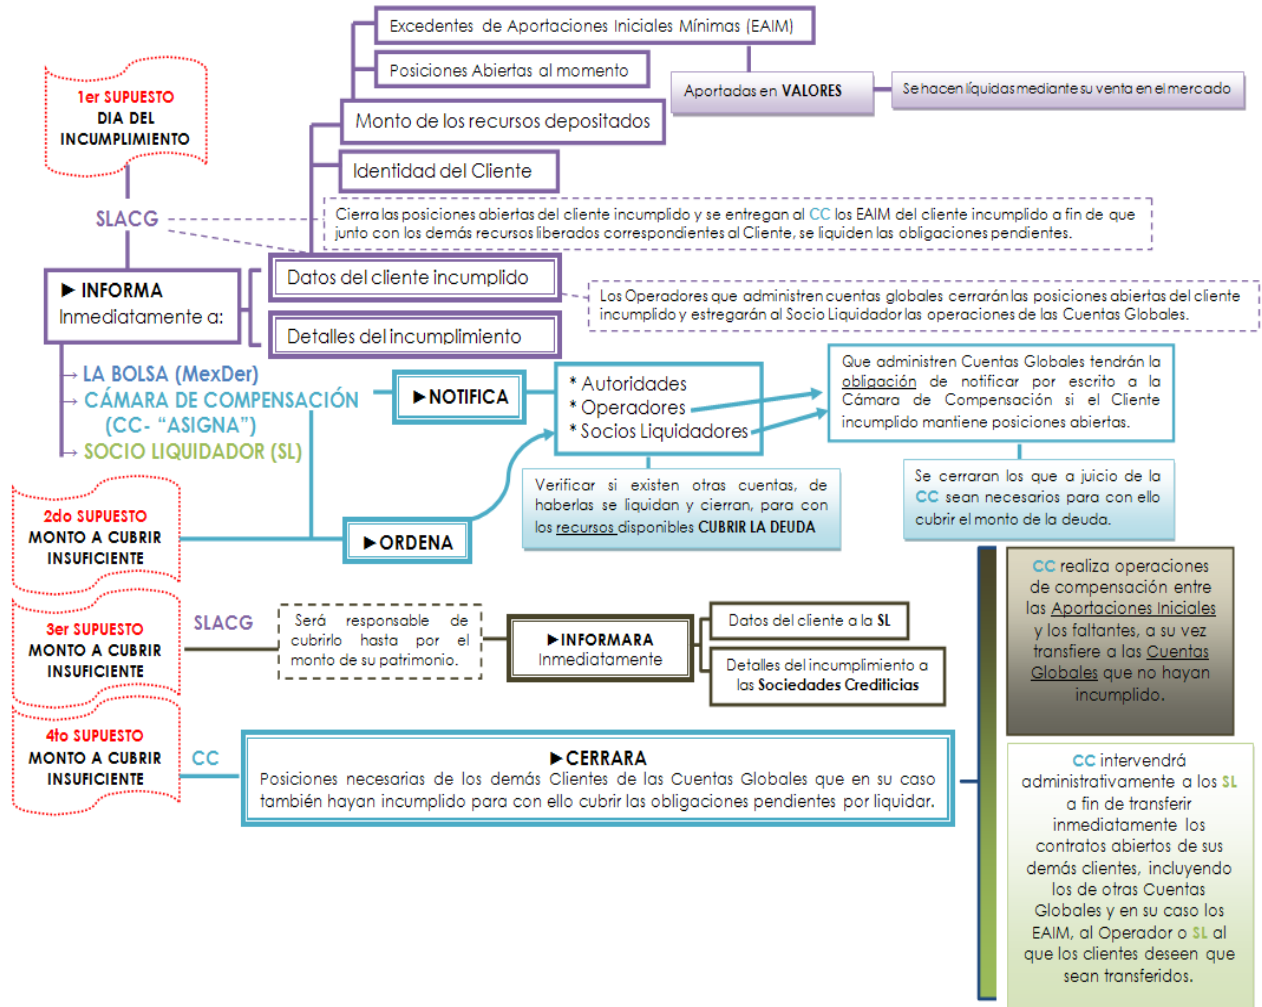 Excedentes de Aportaciones Iniciales Mínimas (EAIM)
Posiciones Abiertas al momento
Aportadas en VALORES
Se hacen líquidas mediante su venta en el mercado
Monto de los recursos depositados
Identidad del Cliente
1er SUPUESTO
DIA DEL
INCUMPLIMIENTO
SLACG
Cierra las posiciones abiertas del cliente incumplido y se entregan al CC los EAIM del cliente incumplido a fin de que
junto con los demás recursos liberados correspondientes al Cliente, se liquiden las obligaciones pendientes.
► INFORMA
Inmediatamente a:
Datos del cliente incumplido
Detalles del incumplimiento
Los Operadores que administren cuentas globales cerrarán las posiciones abiertas del cliente
incumplido y estregarán al Socio Liquidador las operaciones de las Cuentas Globales.
→ LA BOLSA (MexDer)
→ CÁMARA DE COMPENSACIÓN
(CC- “ASIGNA”)
→ SOCIO LIQUIDADOR (SL)
►NOTIFICA
* Autoridades
* Operadores
* Socios Liquidadores
Que administren Cuentas Globales tendrán la
obligación de notificar por escrito a la
Cámara de Compensación si el Cliente
incumplido mantiene posiciones abiertas.
Se cerraran los que a juicio de la
CC sean necesarios para con ello
cubrir el monto de la deuda.
Verificar si existen otras cuentas, de
haberlas se liquidan y cierran, para con
los recursos disponibles CUBRIR LA DEUDA
2do SUPUESTO
MONTO A CUBRIR
INSUFICIENTE
►ORDENA
3er SUPUESTO
MONTO A CUBRIR
INSUFICIENTE
SLACG
Será responsable de
cubrirlo hasta por el
monto de su patrimonio.
►INFORMARA
Inmediatamente
Datos del cliente a la SL
Detalles del incumplimiento a
las Sociedades Crediticias
4to SUPUESTO
MONTO A CUBRIR
INSUFICIENTE
CC
►CERRARA
Posiciones necesarias de los demás Clientes de las Cuentas Globales que en su caso
también hayan incumplido para con ello cubrir las obligaciones pendientes por liquidar.
CC realiza operaciones
de compensación entre
las Aportaciones Iniciales
y los faltantes, a su vez
transfiere a las Cuentas
Globales que no hayan
incumplido.
CC intervendrá
administrativamente a los SL
a fin de transferir
inmediatamente los
contratos abiertos de sus
demás clientes, incluyendo
los de otras Cuentas
Globales y en su caso los
EAIM, al Operador o SL al
que los clientes deseen que
sean transferidos.